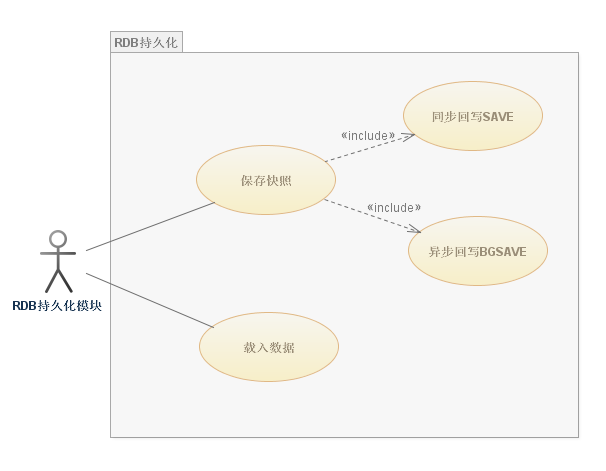 RDB持久化
同步回写SAVE
«include»
保存快照
«include»
异步回写BGSAVE
RDB持久化模块
载入数据